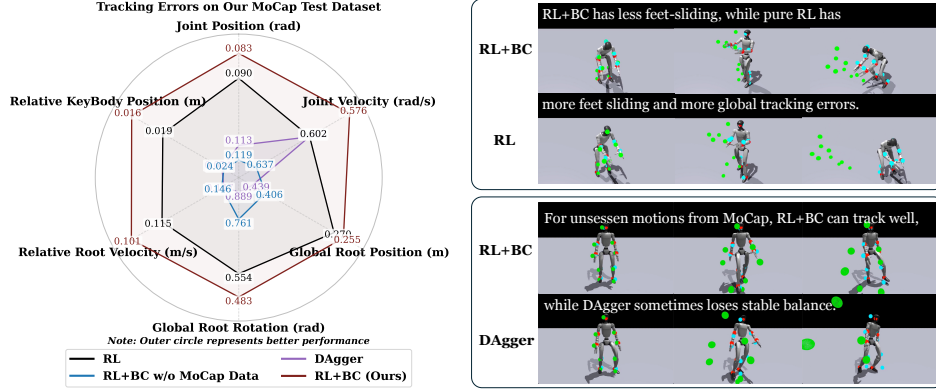 Tracking Errors on Our MoCap Test Dataset
Joint Position (rad)
0.083
0.090
Relative KeyBody Position (m)
Joint Velocity (rad/s)
0.016
0.576
0.019
0.602
0.113
0.119
0.024
0.637
0.146
0.439
0.406
0.889
0.761
0.115
0.270
0.101
0.255
Relative Root Velocity (m/s)
Global Root Position (m)
0.554
0.483
Global Root Rotation (rad)
Note: Outer circle represents better performance
RL
DAgger
RL+BC w/o MoCap Data
RL+BC (Ours)
RL+BC has less feet-sliding, while pure RL has
RL+BC
more feet sliding and more global tracking errors.
RL
For unsessen motions from MoCap, RL+BC can track well,
RL+BC
while DAgger sometimes loses stable balance.
DAgger